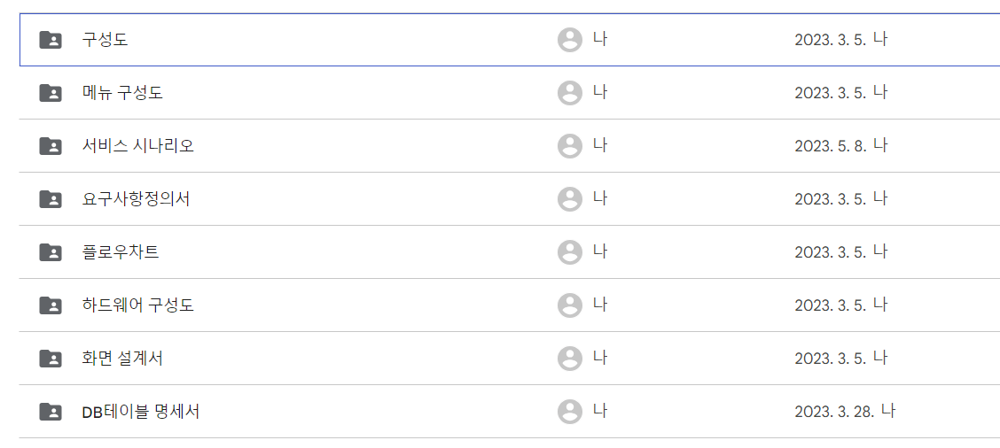 구성도 나 2023. 3. 5. 나
메뉴 구성도 나 2023. 3. 5. 나
서비스 시나리오 나 2023. 5. 8. 나
요구사항정의서 나 2023. 3. 5. 나
플로우차트 나 2023. 3. 5. 나
하드웨어 구성도 나 2023. 3. 5. 나
화면 설계서 나 2023. 3. 5. 나
DB테이블 명세서 나 2023. 3. 28. 나